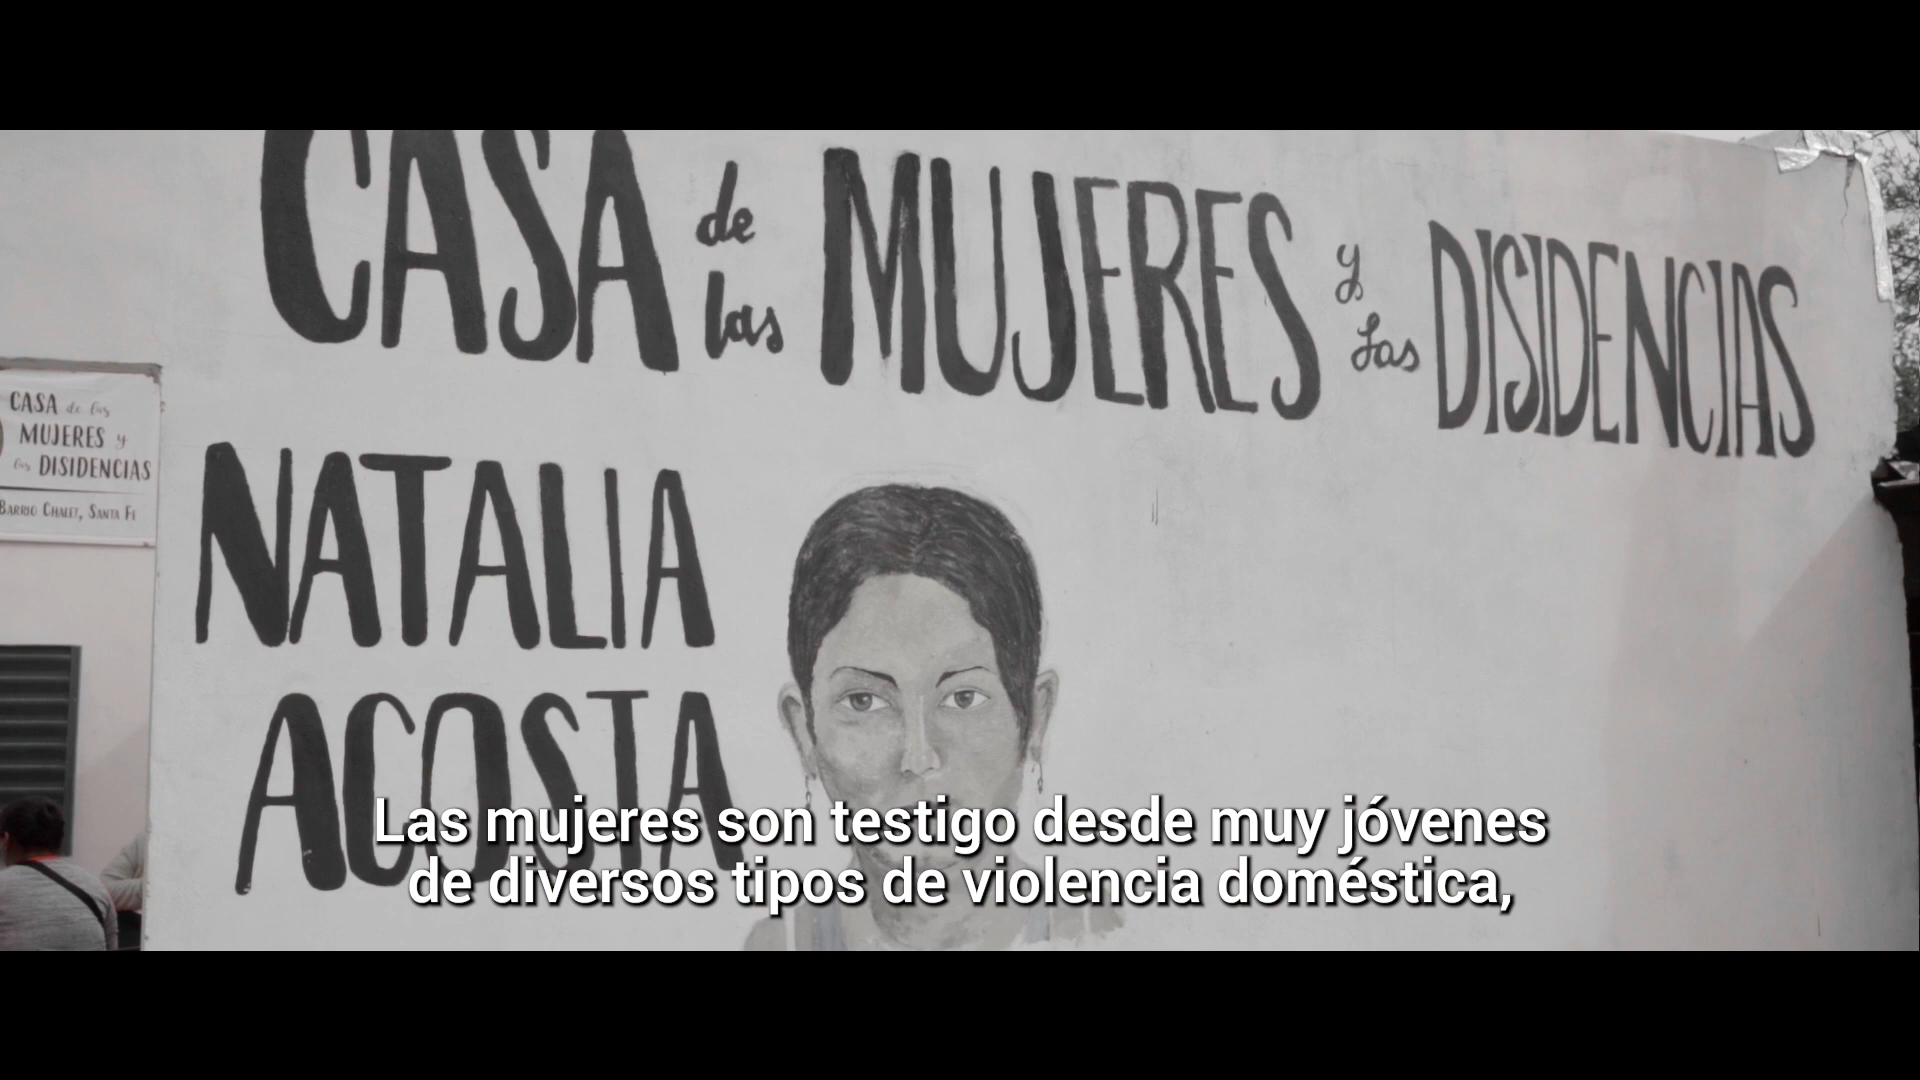 CASA de las MUJERES y las DISIDENCIAS
NATALIA
ACOSTA
CASA de las
MUJERES y
las DISIDENCIAS
BARRIO CHALET, SANTA FE
Las mujeres son testigo desde muy jóvenes
de diversos tipos de violencia doméstica,